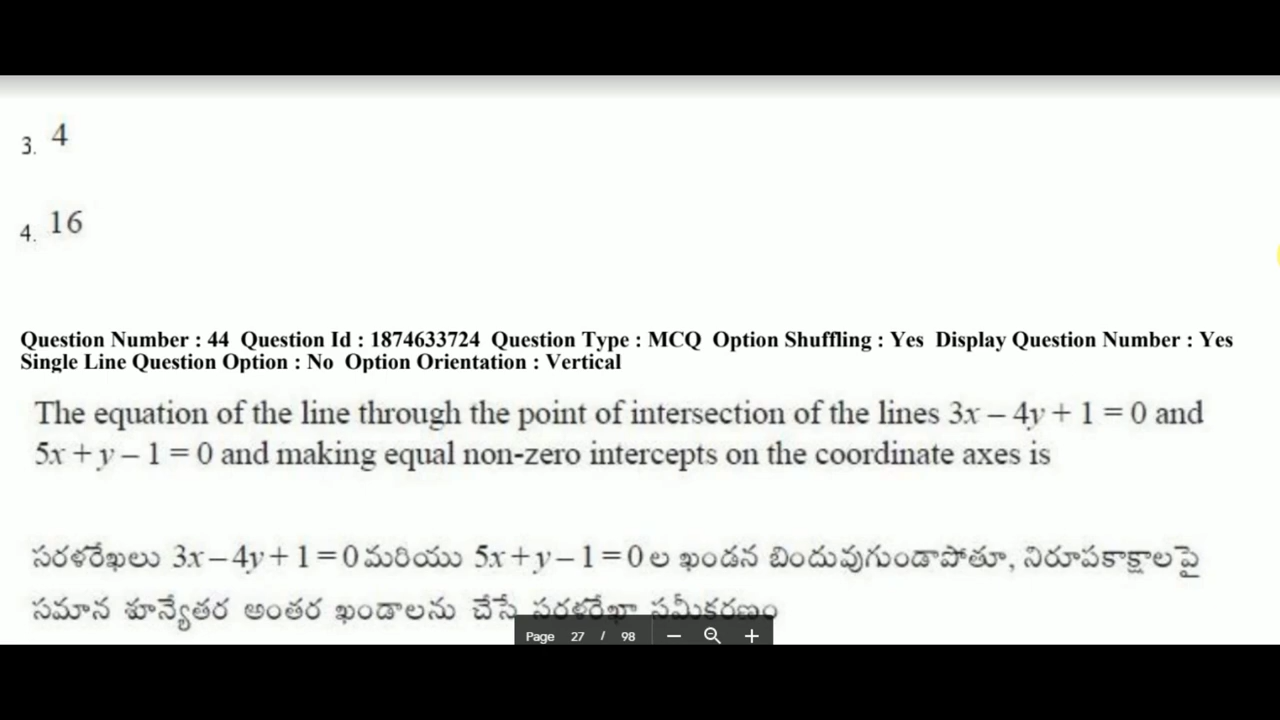 3. 4
4. 16
Question Number : 44 Question Id : 1874633724 Question Type : MCQ Option Shuffling : Yes Display Question Number : Yes
Single Line Question Option : No Option Orientation : Vertical
The equation of the line through the point of intersection of the lines 3x – 4y + 1 = 0 and
5x + y – 1 = 0 and making equal non-zero intercepts on the coordinate axes is
సరళరేఖలు 3x – 4y + 1 = 0 మరియు 5x + y – 1 = 0 ల ఖండన బిందువుగుండాపోతూ, నిరూపకాక్షాలపై
సమాన శూన్యేతర అంతర ఖండాలను చేసే సరళరేఖా సమీకరణం
Page 27 / 98 — +